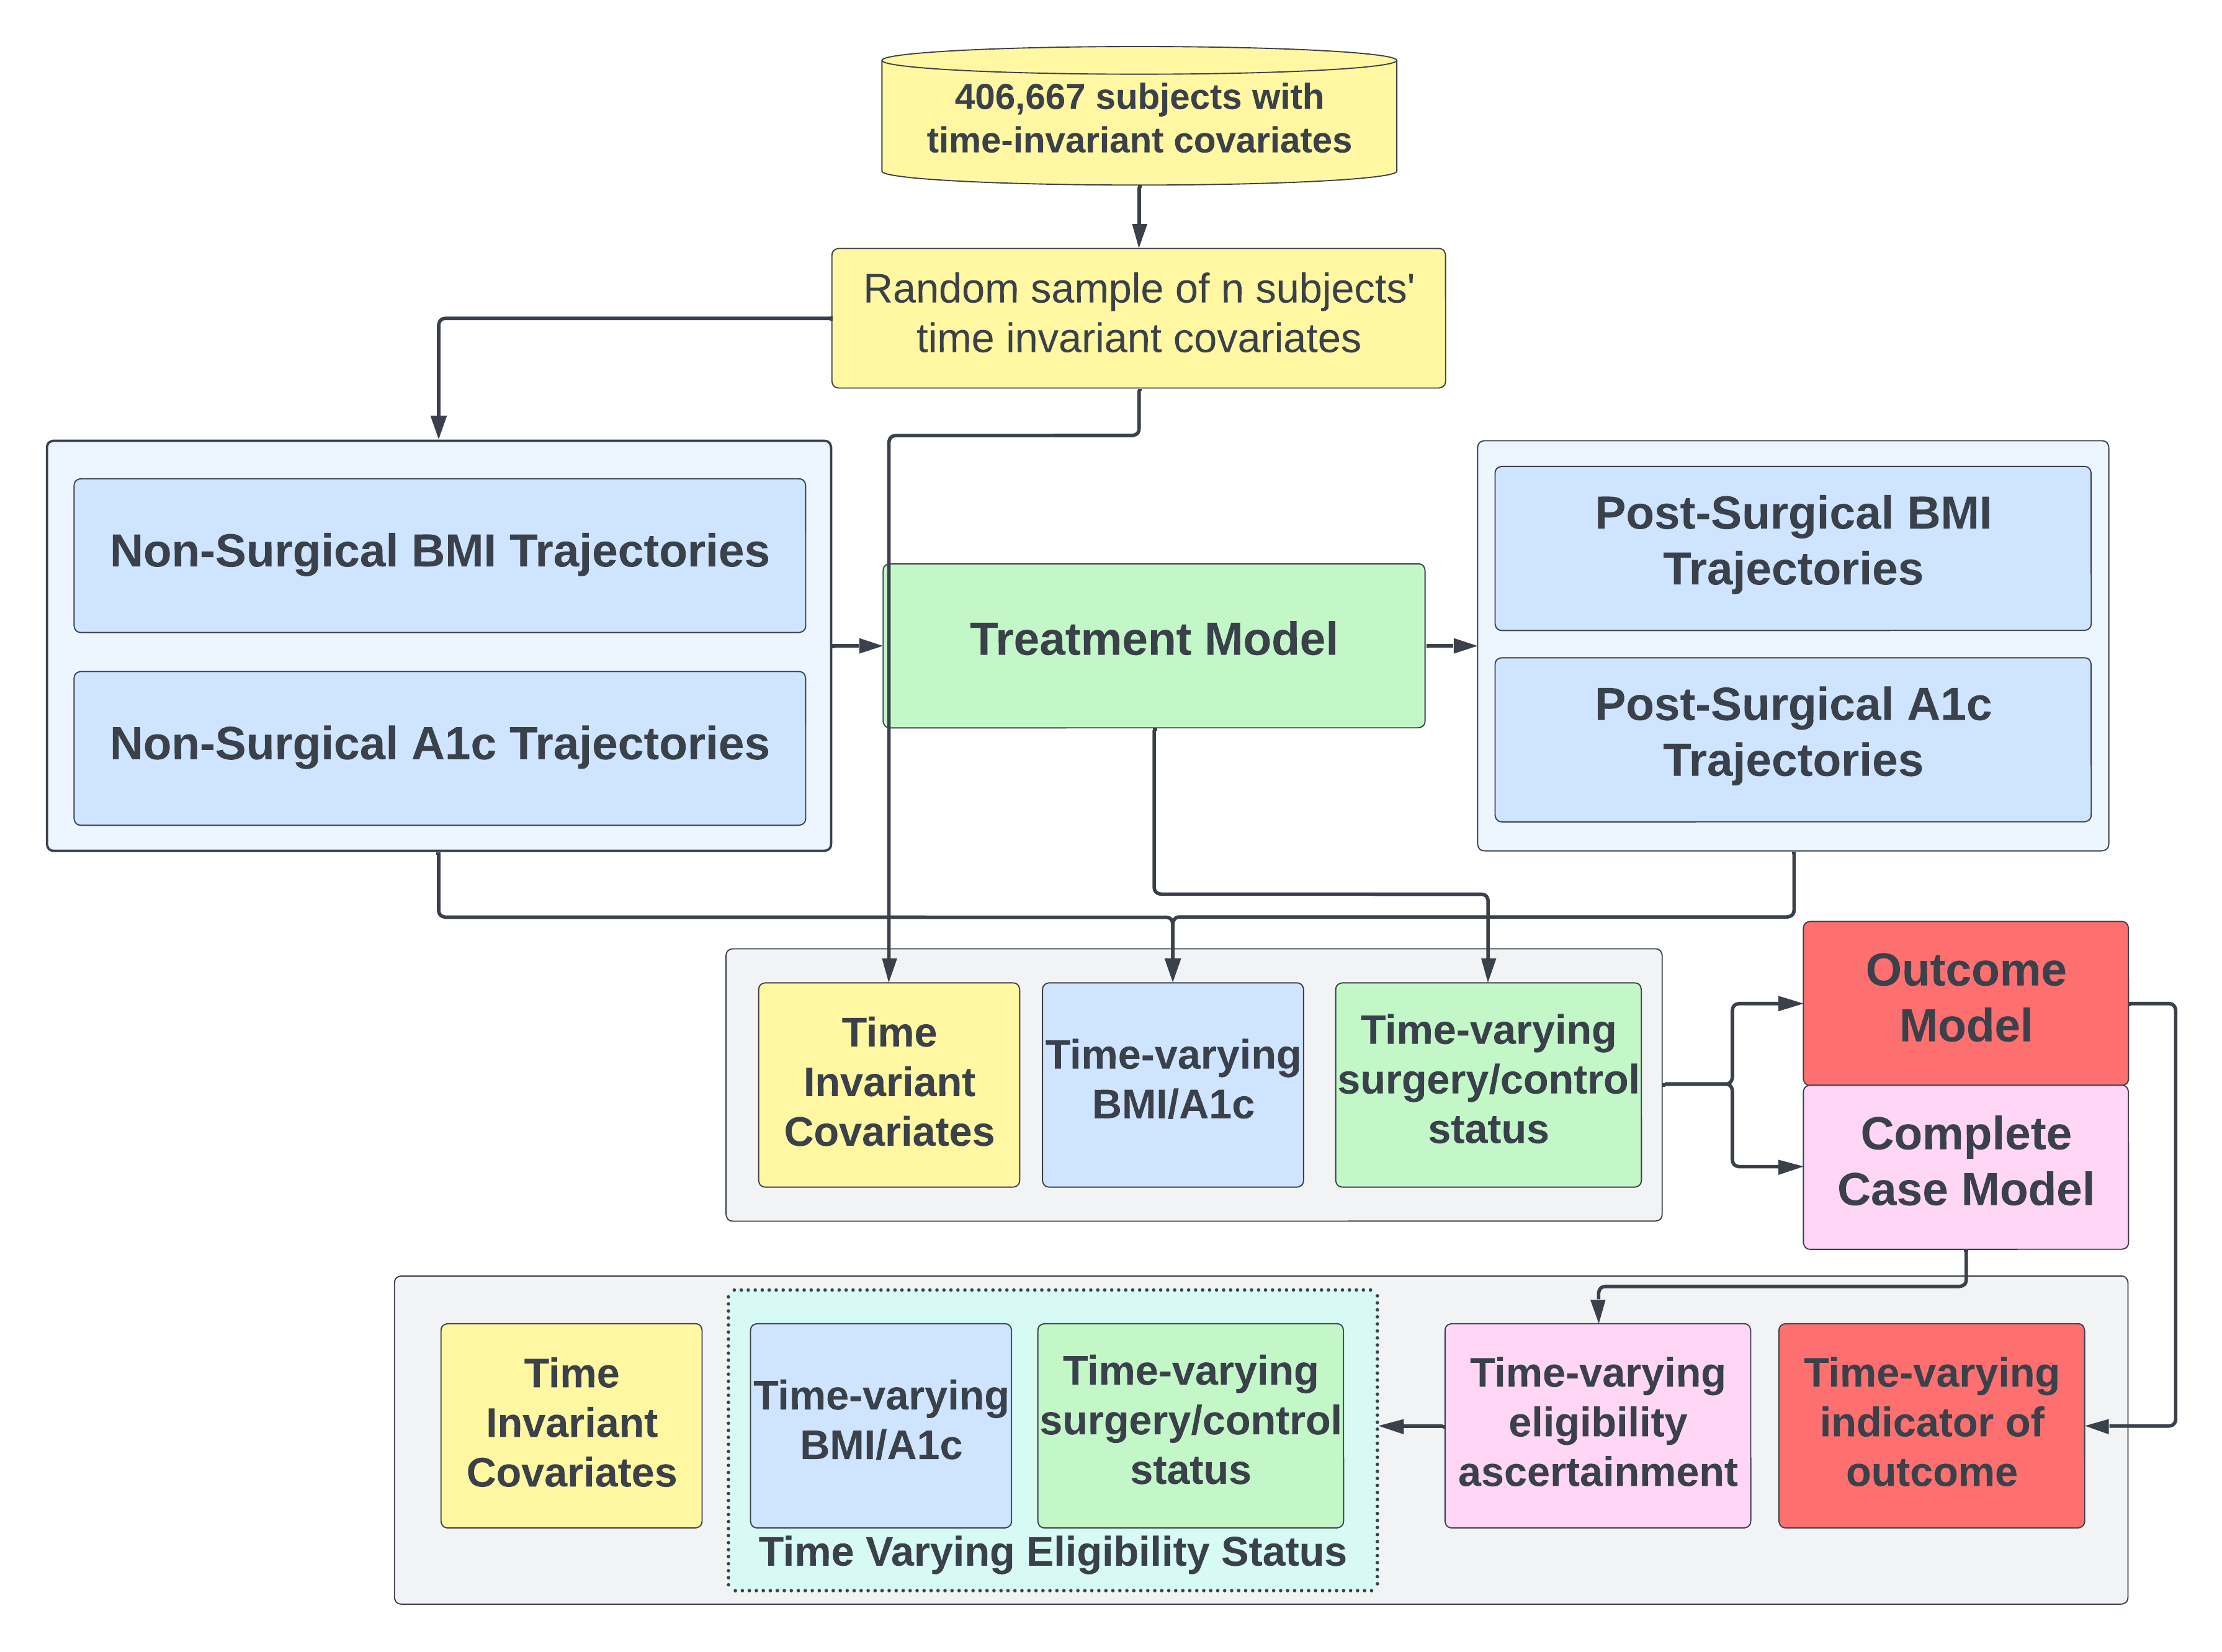 406,667 subjects with
time-invariant covariates
Random sample of n subjects'
time invariant covariates
Non-Surgical BMI Trajectories
Non-Surgical A1c Trajectories
Treatment Model
Post-Surgical BMI
Trajectories
Post-Surgical A1c
Trajectories
Time
Invariant
Covariates
Time-varying
BMI/A1c
Time-varying
surgery/control
status
Outcome
Model
Complete
Case Model
Time
Invariant
Covariates
Time-varying
BMI/A1c
Time-varying
surgery/control
status
Time Varying Eligibility Status
Time-varying
eligibility
ascertainment
Time-varying
indicator of
outcome